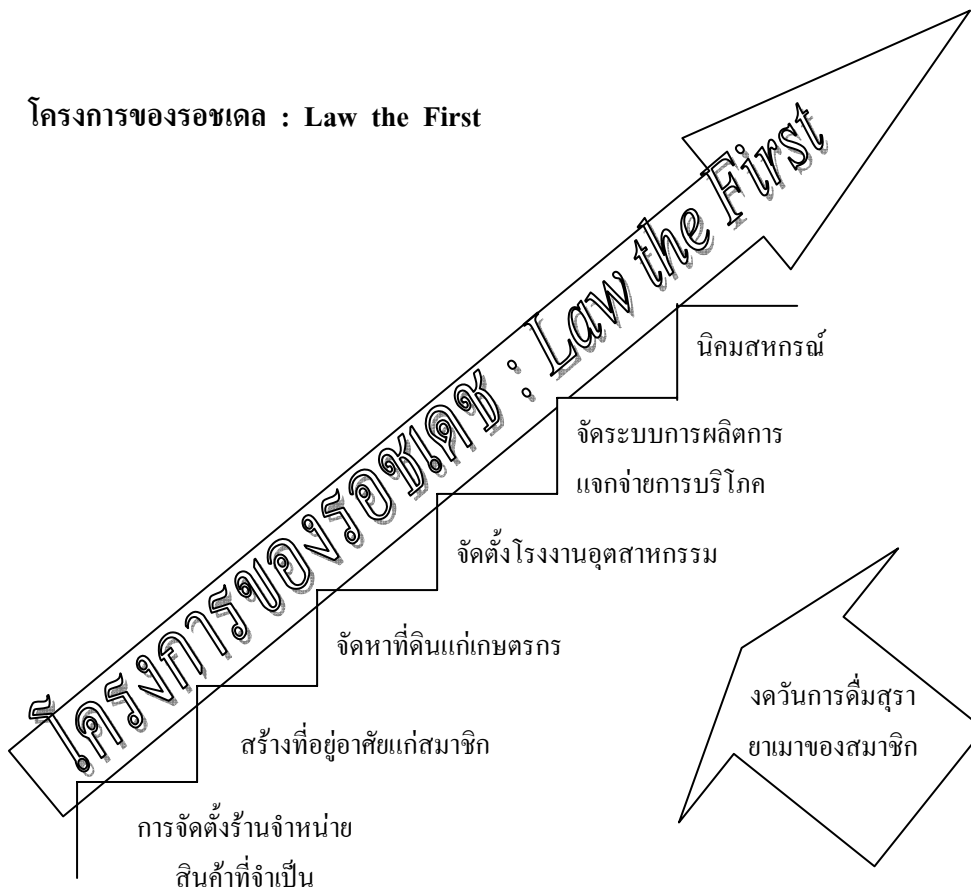 โครงการของรอชเดล : Law the First
โครงการของรอชเดช : Law the First
นิคมสหกรณ์
จัดระบบการผลิตการ
แจกจ่ายการบริโภค
จัดตั้งโรงงานอุตสาหกรรม
จัดหาที่ดินแก่เกษตรกร
งดวันการดื่มสุรา
ยาเมาของสมาชิก
สร้างที่อยู่อาศัยแก่สมาชิก
การจัดตั้งร้านจำหน่าย
สินค้าที่จำเป็น